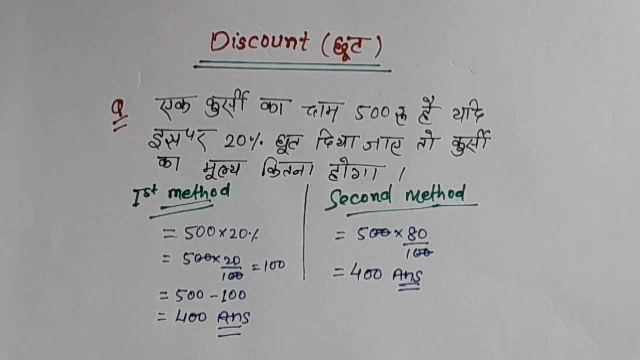 Discount (छूट)
Q एक कुर्सी का दाम 500 रु है यदि
इसपर 20% छूट दिया जाए तो कुर्सी
का मूल्य कितना होगा ।
Ist method
= 500 × 20%
= 500 × 20/100 = 100
= 500 - 100
= 400 Ans
Second Method
= 500 × 80/100
= 400 Ans